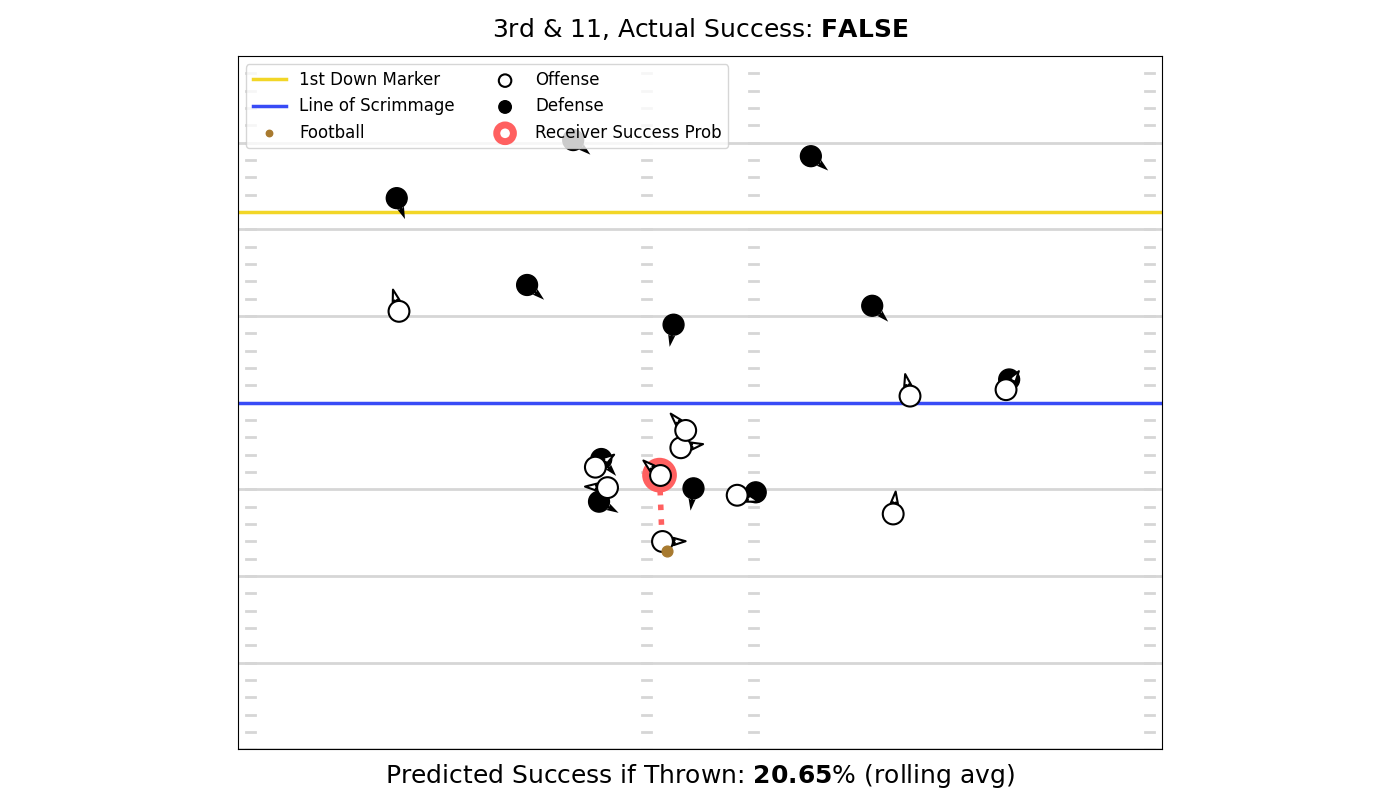 3rd & 11, Actual Success: FALSE
1st Down Marker
Line of Scrimmage
Football
Offense
Defense
Receiver Success Prob
Predicted Success if Thrown: 20.65% (rolling avg)